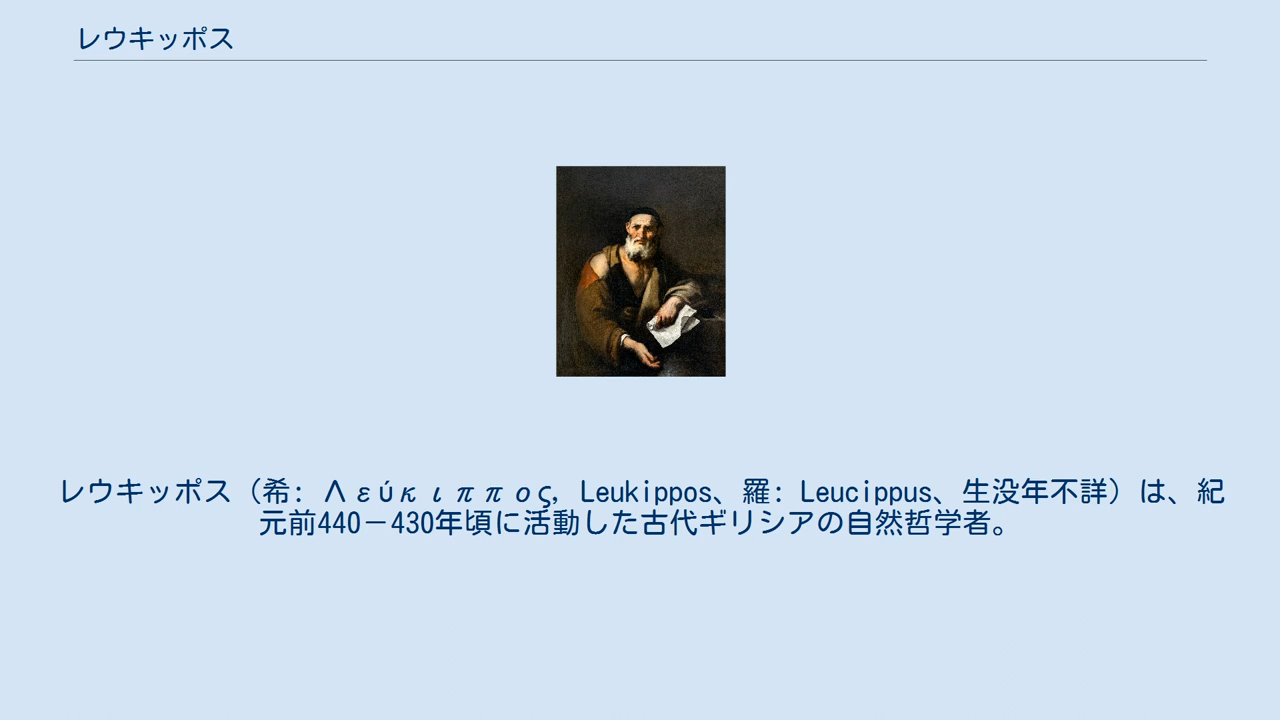 レウキッポス
レウキッポス（希: Λεύκιππος, Leukippos、羅: Leucippus、生没年不詳）は、紀
元前440－430年頃に活動した古代ギリシアの自然哲学者。